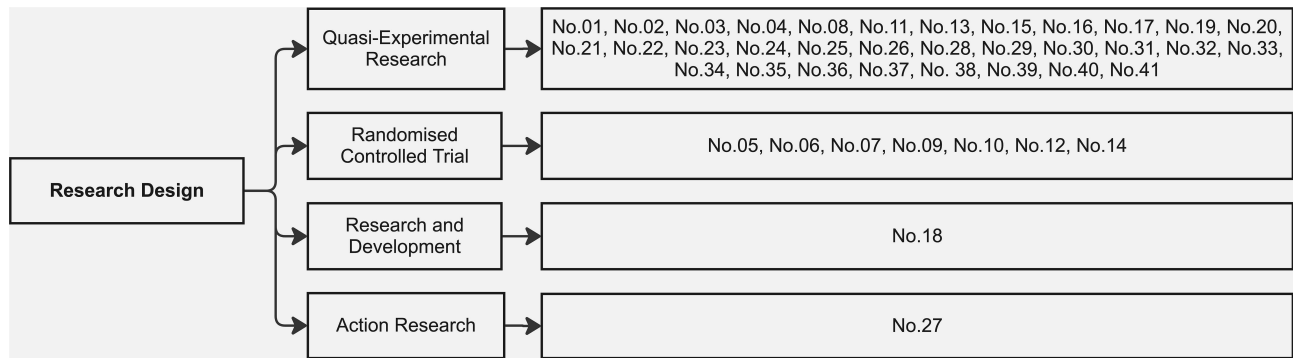 Research Design
Quasi-Experimental
Research
No.01, No.02, No.03, No.04, No.08, No.11, No.13, No.15, No.16, No.17, No.19, No.20,
No.21, No.22, No.23, No.24, No.25, No.26, No.28, No.29, No.30, No.31, No.32, No.33,
No.34, No.35, No.36, No.37, No. 38, No.39, No.40, No.41
Randomised
Controlled Trial
No.05, No.06, No.07, No.09, No.10, No.12, No.14
Research and
Development
No.18
Action Research
No.27